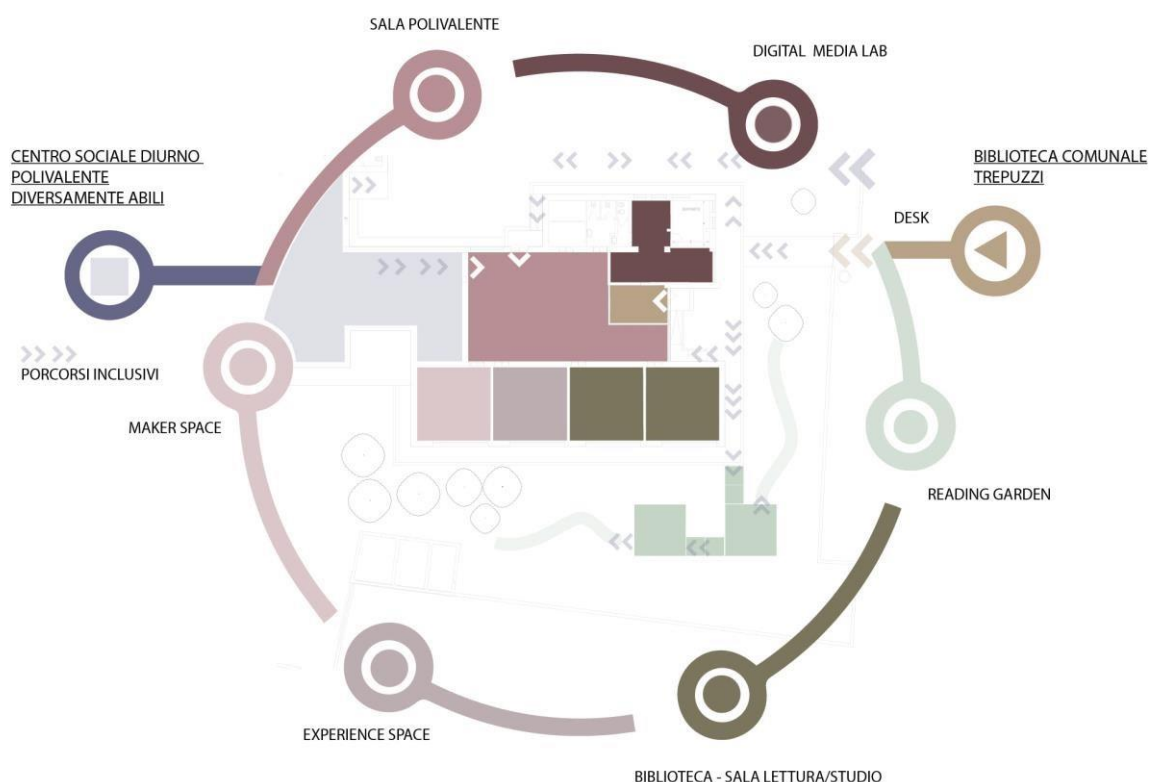 SALA POLIVALENTE
DIGITAL MEDIA LAB
CENTRO SOCIALE DIURNO
POLIVALENTE
DIVERSAMENTE ABILI
BIBLIOTECA COMUNALE
TREPUZZI
DESK
PORCORSI INCLUSIVI
MAKER SPACE
READING GARDEN
EXPERIENCE SPACE
BIBLIOTECA - SALA LETTURA/STUDIO